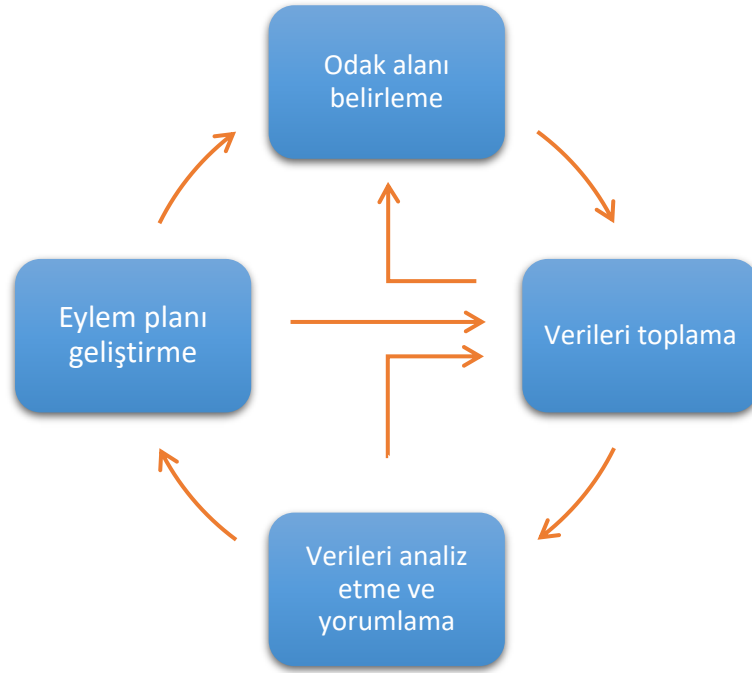 Odak alanı
belirleme
Eylem planı
geliştirme
Verileri toplama
Verileri analiz
etme ve
yorumlama